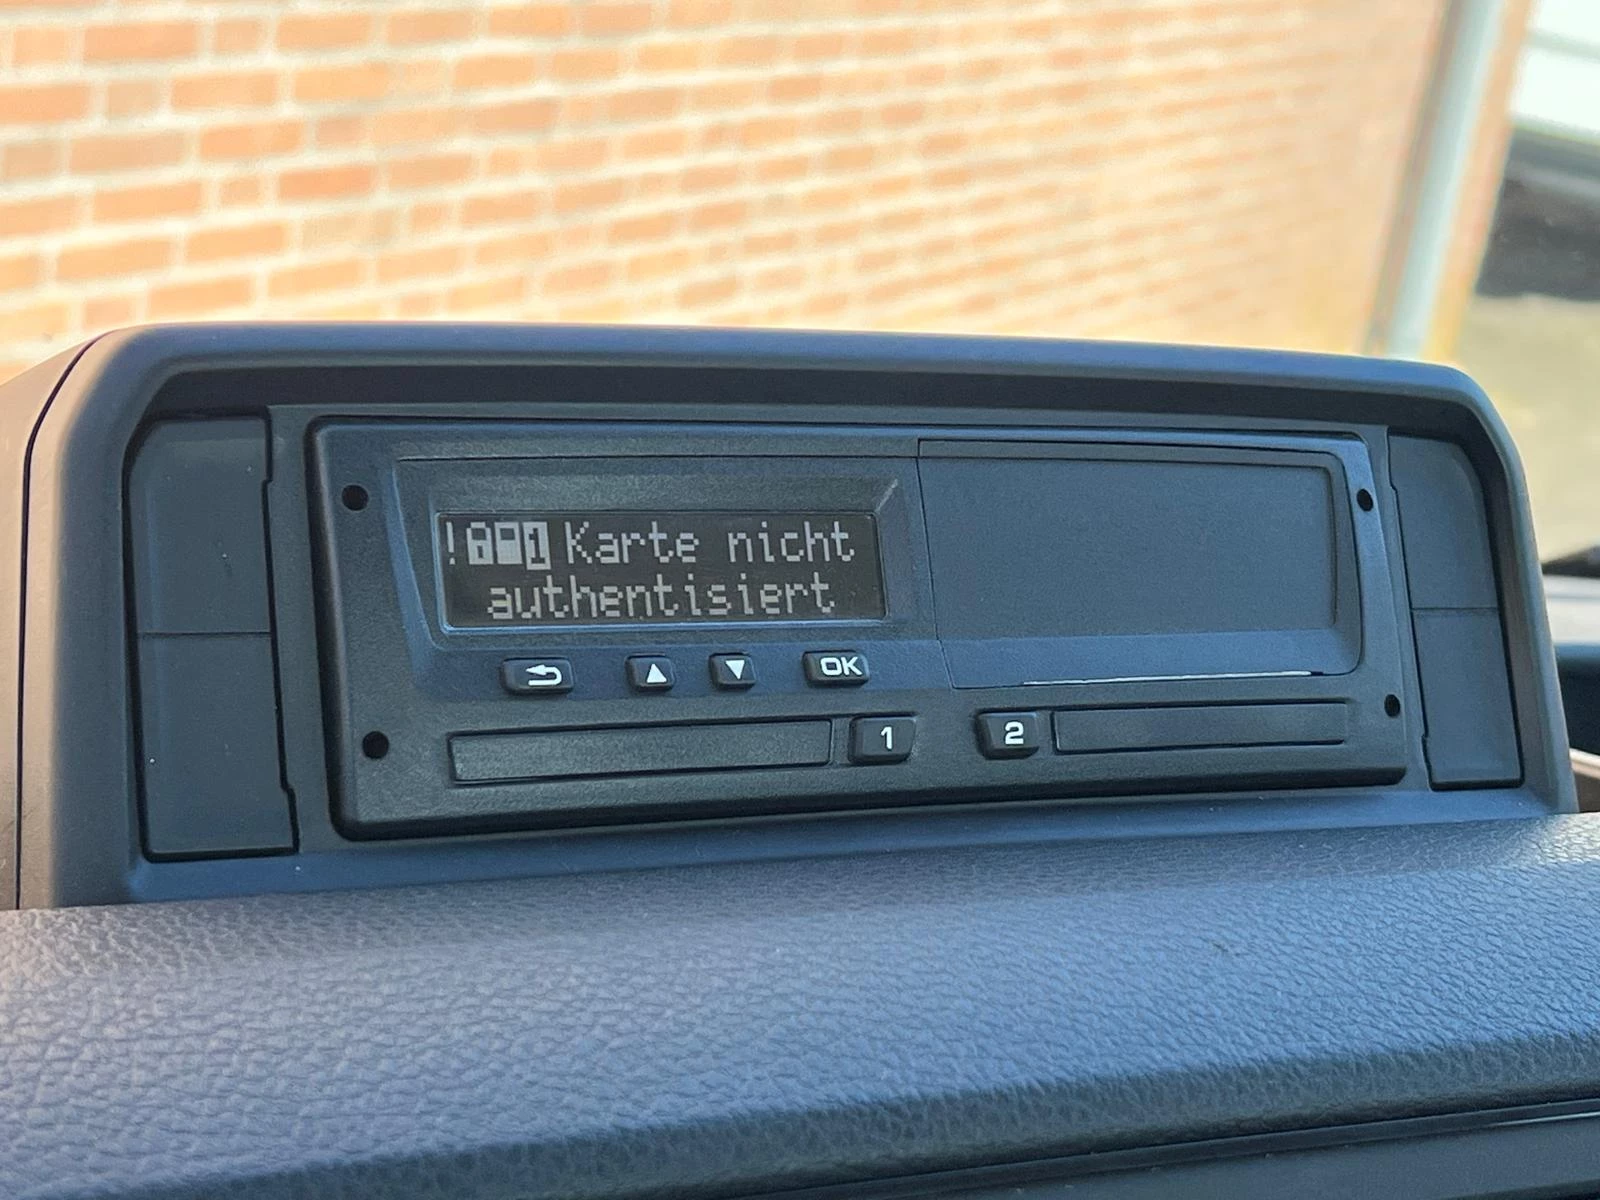 !1 Karte nicht
authentisiert
OK
1 2